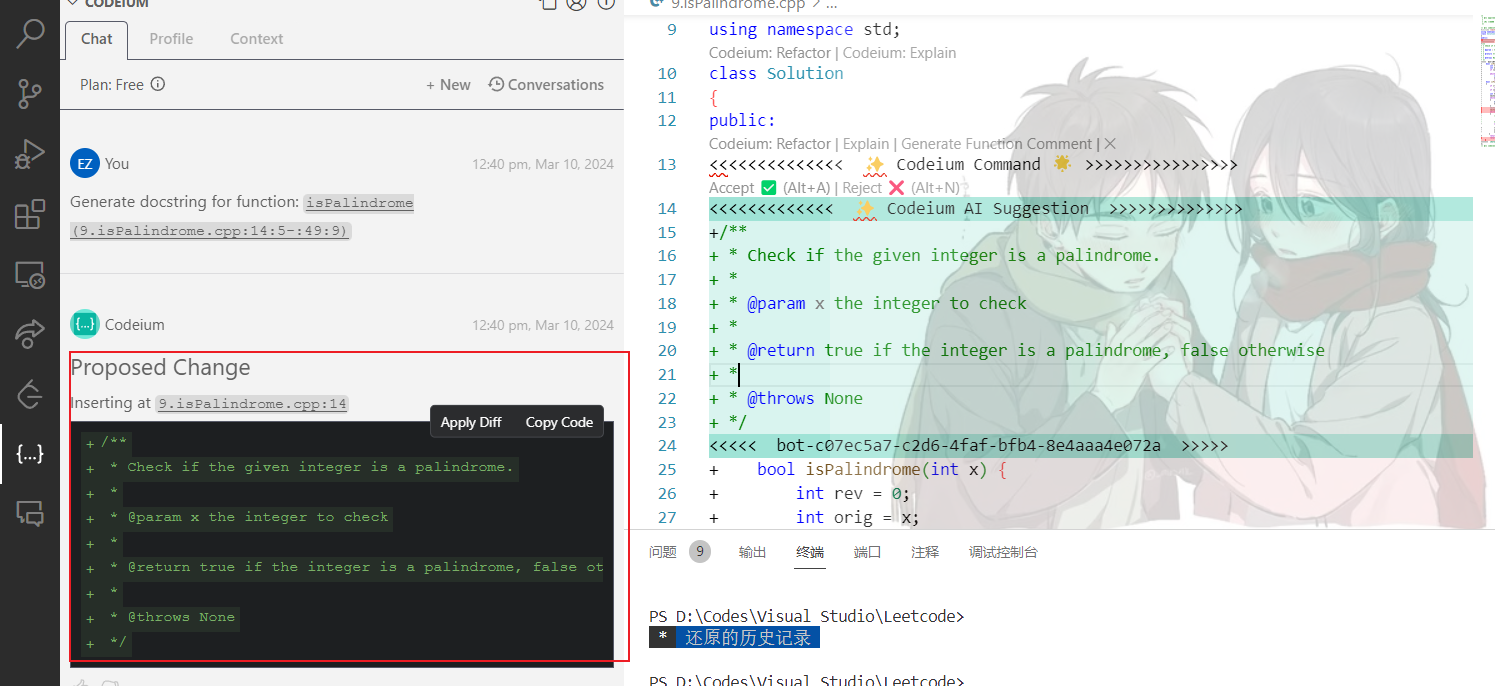 CODEIUM
Chat Profile Context
Plan: Free + New Conversations
EZ You 12:40 pm, Mar 10, 2024
Generate docstring for function: isPalindrome
(9.isPalindrome.cpp:14:5-:49:9)
{...} Codeium 12:40 pm, Mar 10, 2024
Proposed Change
Inserting at 9.isPalindrome.cpp:14
Apply Diff Copy Code
+ /**
+ * Check if the given integer is a palindrome.
+ *
+ * @param x the integer to check
+ *
+ * @return true if the integer is a palindrome, false ot
+ *
+ * @throws None
+ */
9.isPalindrome.cpp > ...
9 using namespace std;
Codeium: Refactor | Codeium: Explain
10 class Solution
11 {
12 public:
Codeium: Refactor | Explain | Generate Function Comment | X
13 <<<<<<<<<<<<<< ✨ Codeium Command 🌟 >>>>>>>>>>>>>>>>
Accept ✅ (Alt+A) | Reject ❌ (Alt+N)
14 <<<<<<<<<<<<< ✨ Codeium AI Suggestion >>>>>>>>>>>>>>
15 +/**
16 + * Check if the given integer is a palindrome.
17 + *
18 + * @param x the integer to check
19 + *
20 + * @return true if the integer is a palindrome, false otherwise
21 + *
22 + * @throws None
23 + */
24 <<<<< bot-c07ec5a7-c2d6-4faf-bfb4-8e4aaa4e072a >>>>>
25 + bool isPalindrome(int x) {
26 + int rev = 0;
27 + int orig = x;
问题 9 输出 终端 端口 注释 调试控制台
PS D:\Codes\Visual Studio\Leetcode>
* 还原的历史记录
PS D:\Codes\Visual Studio\Leetcode>